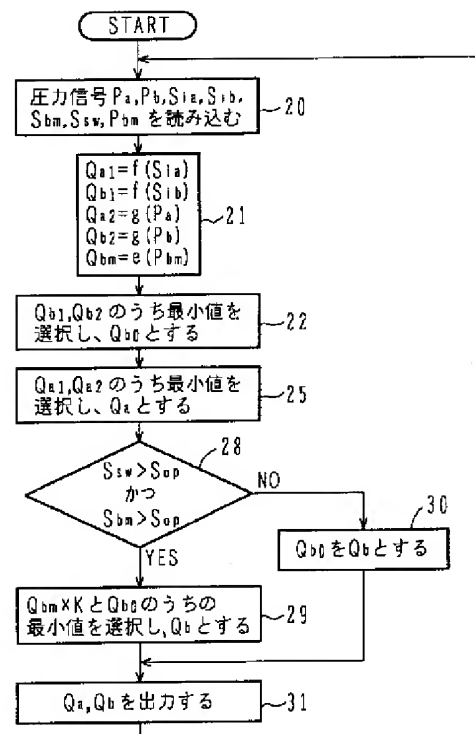 START
圧力信号Pa,Pb,Sia,Sib,
Sbm,Ssw,Pbm を読み込む
20
Qa1=f(Sia)
Qb1=f(Sib)
Qa2=g(Pa)
Qb2=g(Pb)
Qbm=e(Pbm)
21
Qb1,Qb2のうち最小値を
選択し、Qb0とする
22
Qa1,Qa2のうち最小値を
選択し、Qaとする
25
28
Ssw>Sop
かつ
Sbm>Sop
NO
YES
30
Qb0をQbとする
Qbm×KとQb0のうちの
最小値を選択し,Qbとする
29
Qa,Qbを出力する
31